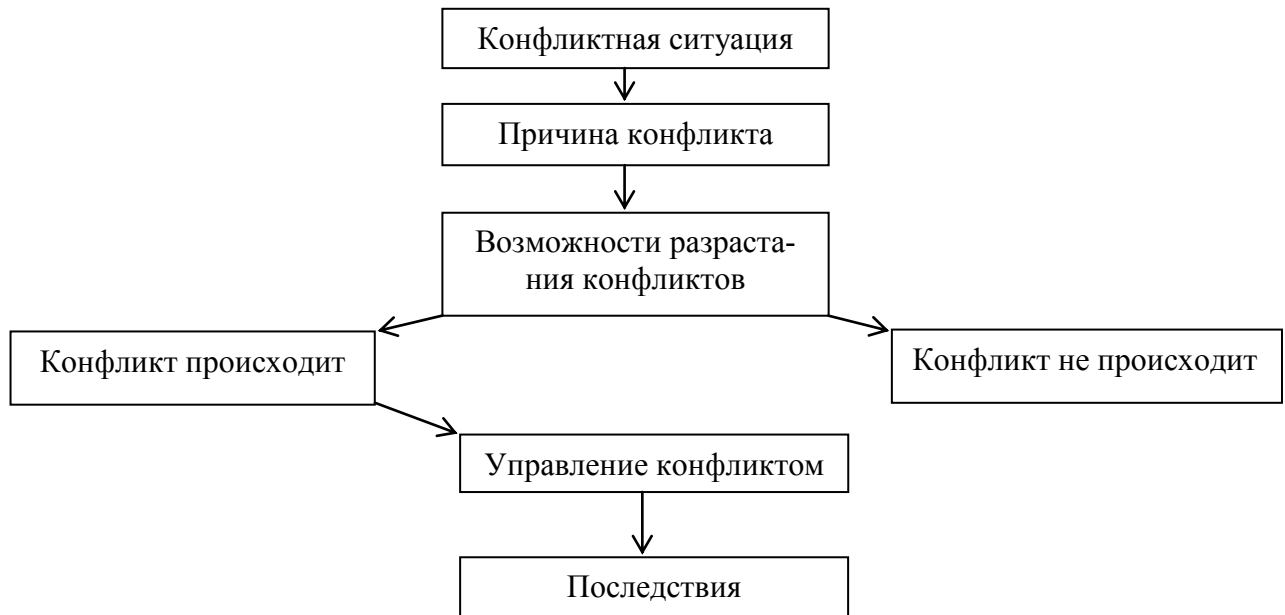 Конфликтная ситуация
Причина конфликта
Возможности разраста-
ния конфликтов
Конфликт происходит
Конфликт не происходит
Управление конфликтом
Последствия